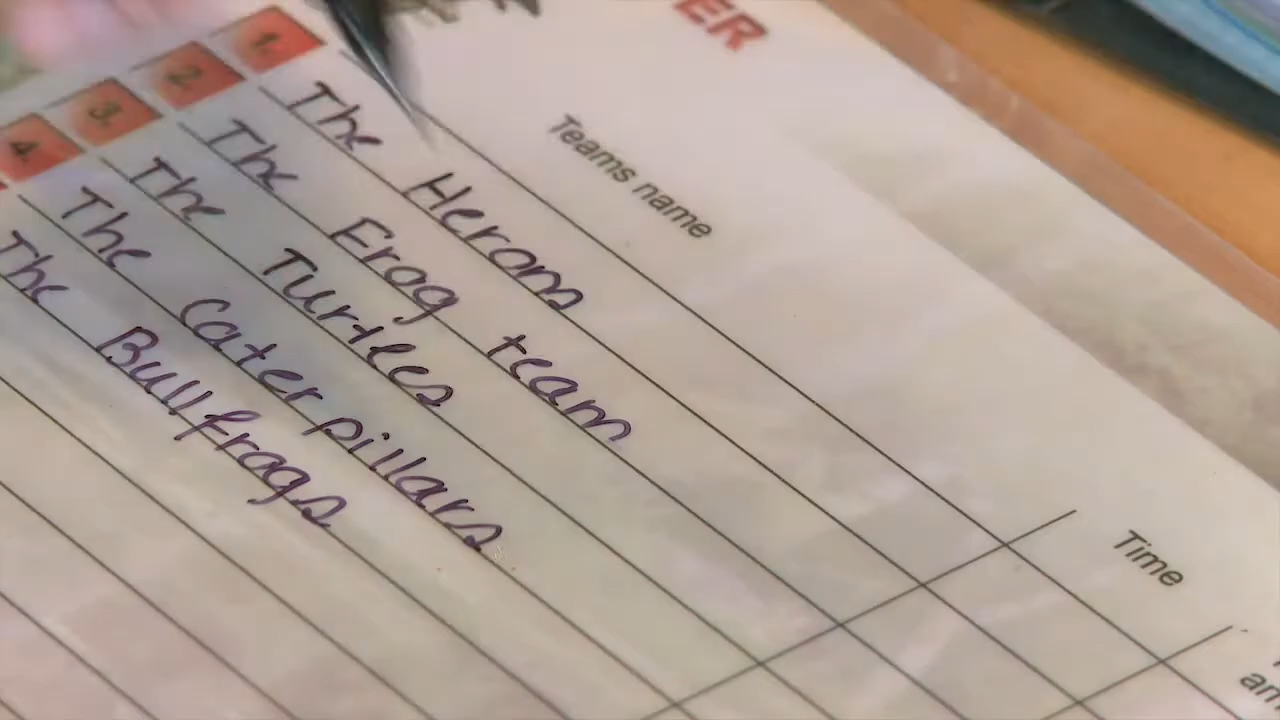 ER
Teams name
Time
1. The Herons
2. The Frog team
3. The Turtles
4. The Caterpillars
The Bullfrogs